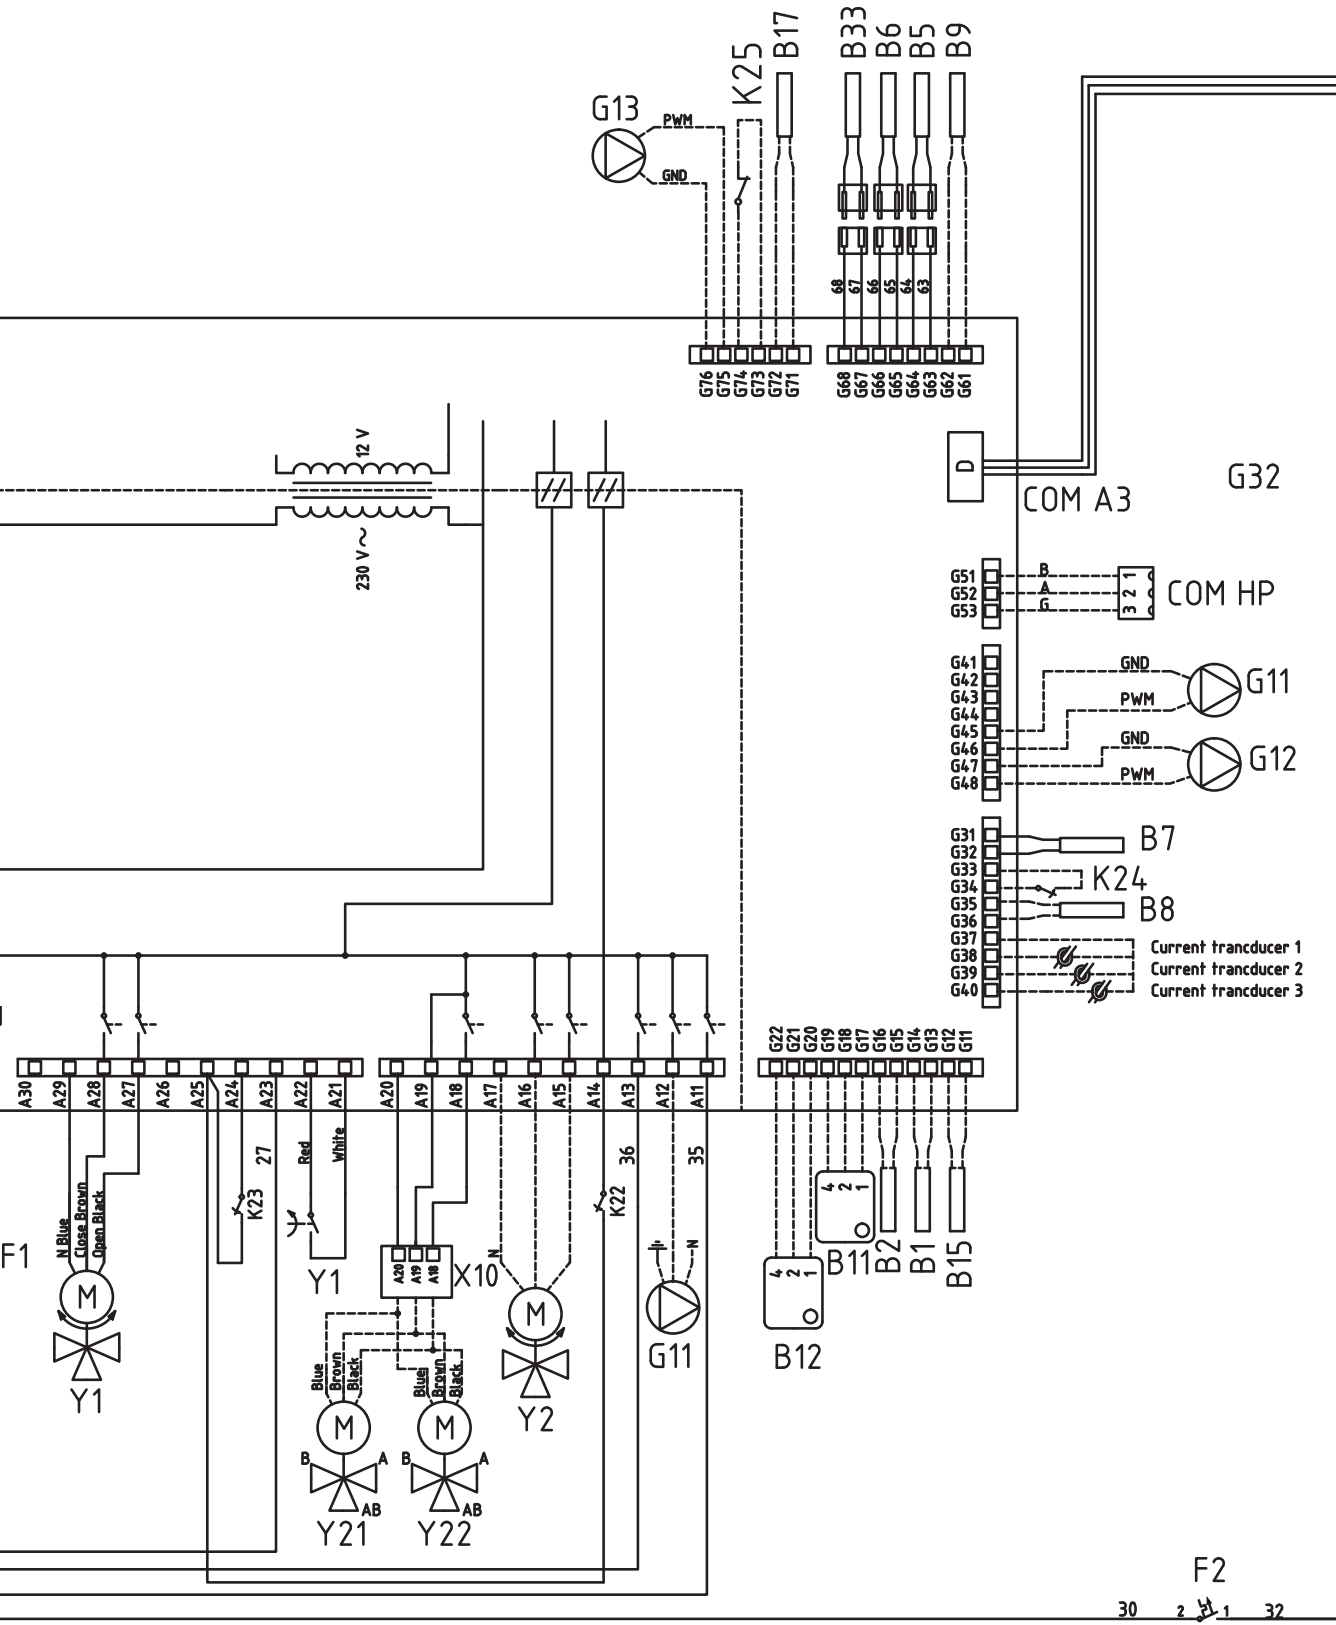 B17
B33
B6
B5
B9
K25
G13
PWM
GND
68
67
66
65
64
63
G76
G75
G74
G73
G72
G71
G68
G67
G66
G65
G64
G63
G62
G61
12 V
230 V~
D
COM A3
G32
G51
G52
G53
B
A
G
1
2
3
COM HP
G41
G42
G43
G44
G45
G46
G47
G48
GND
PWM
G11
GND
PWM
G12
G31
G32
G33
G34
G35
G36
G37
G38
G39
G40
B7
K24
B8
Current trancducer 1
Current trancducer 2
Current trancducer 3
G22
G21
G20
G19
G18
G17
G16
G15
G14
G13
G12
G11
A30
A29
A28
A27
A26
A25
A24
A23
A22
A21
A20
A19
A18
A17
A16
A15
A14
A13
A12
A11
27
Red
White
36
35
F1
N Blue
Close Brown
Open Black
K23
K22
Y1
A20
A19
A18
X10
N
N
4
2
1
B11
B2
B1
B15
4
2
1
B12
M
Y1
Blue
Brown
Black
Blue
Brown
Black
M
Y2
G11
M
M
B
A
AB
B
A
AB
Y21
Y22
F2
30
2
1
32